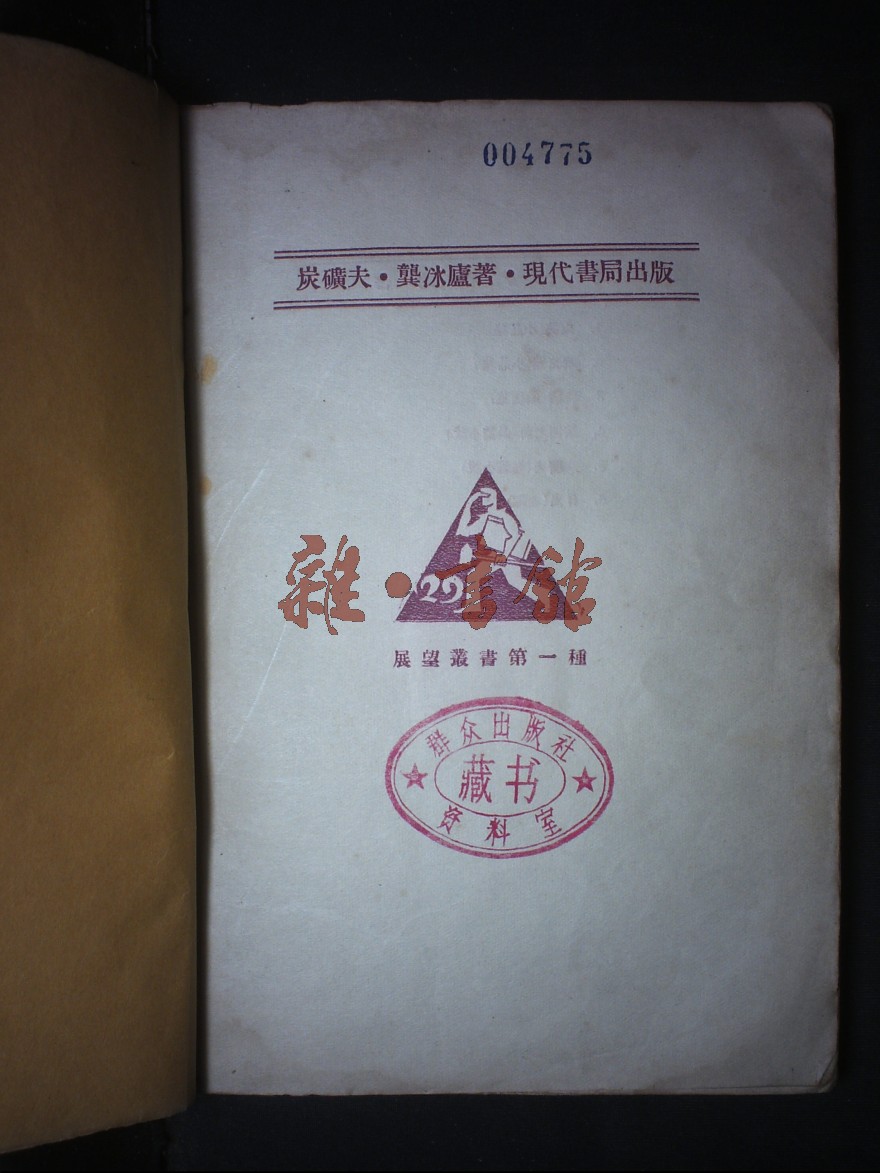 004775
炭礦夫・龔冰廬著・現代書局出版
29
雜・書館
展望叢書第一種
群众出版社
藏书
资料室